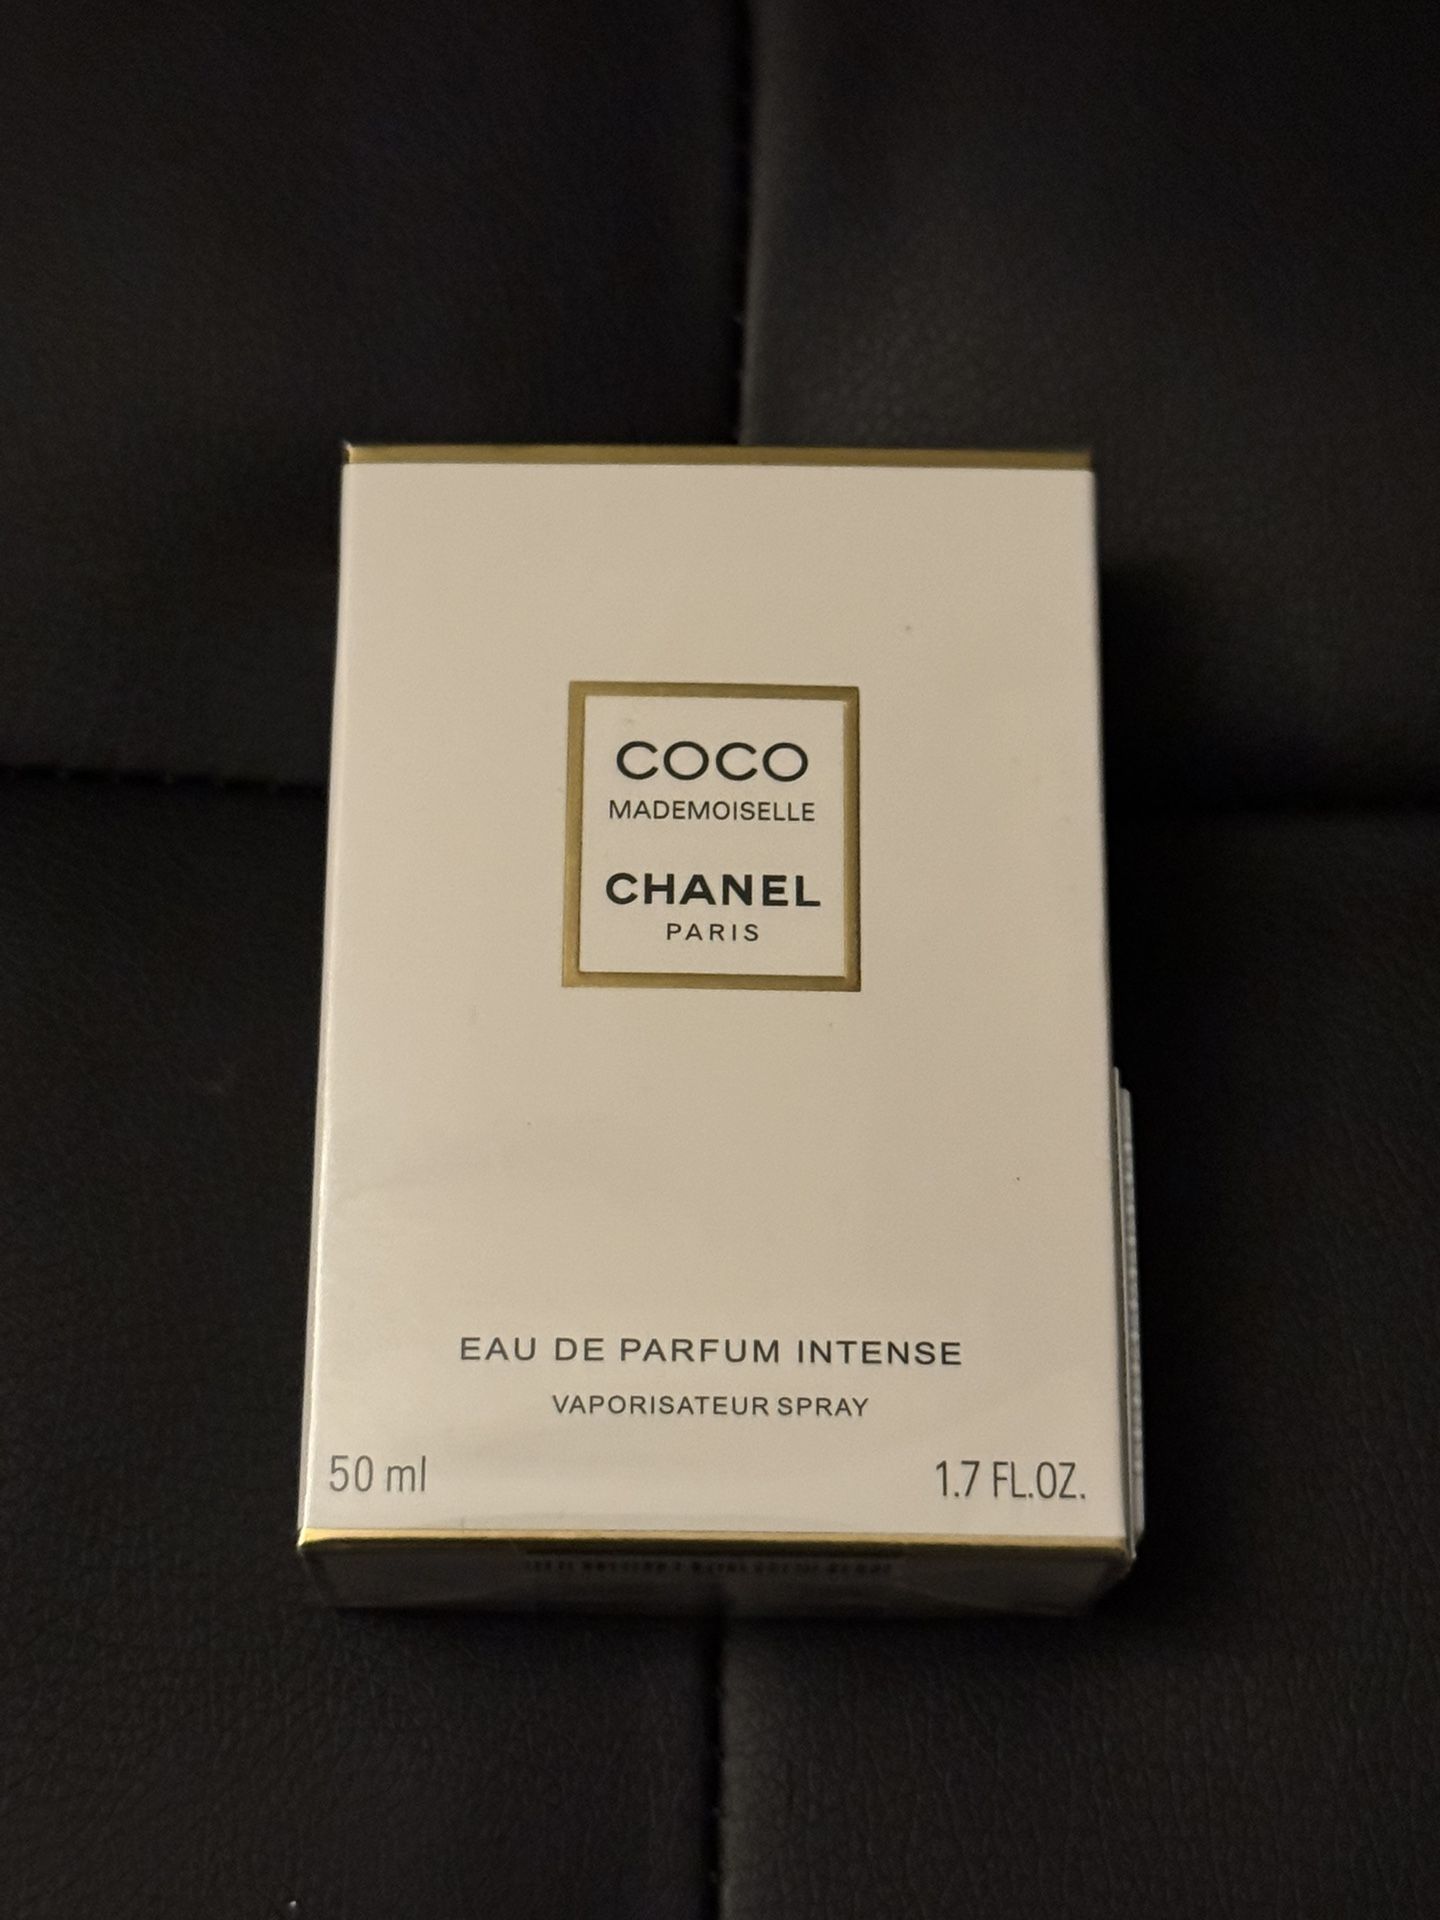 COCO
MADEMOISELLE
CHANEL
PARIS
EAU DE PARFUM INTENSE
VAPORISATEUR SPRAY
50 ml
1.7 FL.OZ.